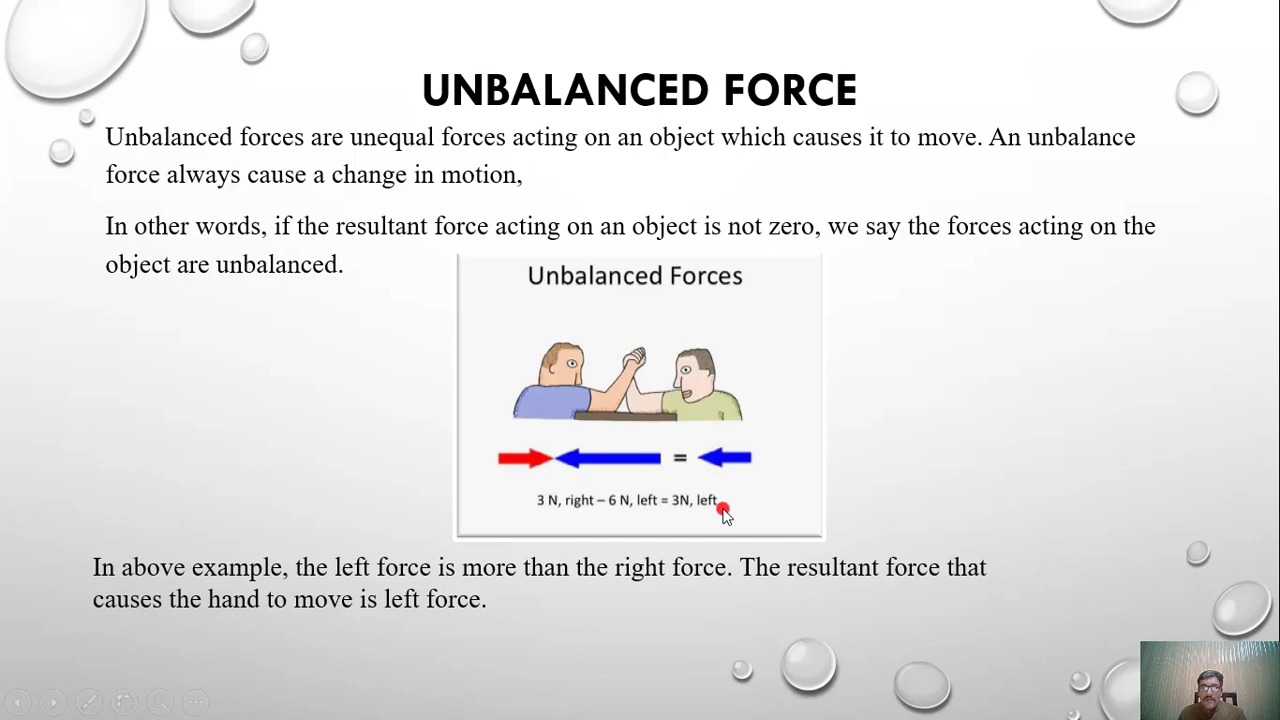 UNBALANCED FORCE
Unbalanced forces are unequal forces acting on an object which causes it to move. An unbalance
force always cause a change in motion,
In other words, if the resultant force acting on an object is not zero, we say the forces acting on the
object are unbalanced.
Unbalanced Forces
=
3 N, right – 6 N, left = 3N, left
In above example, the left force is more than the right force. The resultant force that
causes the hand to move is left force.